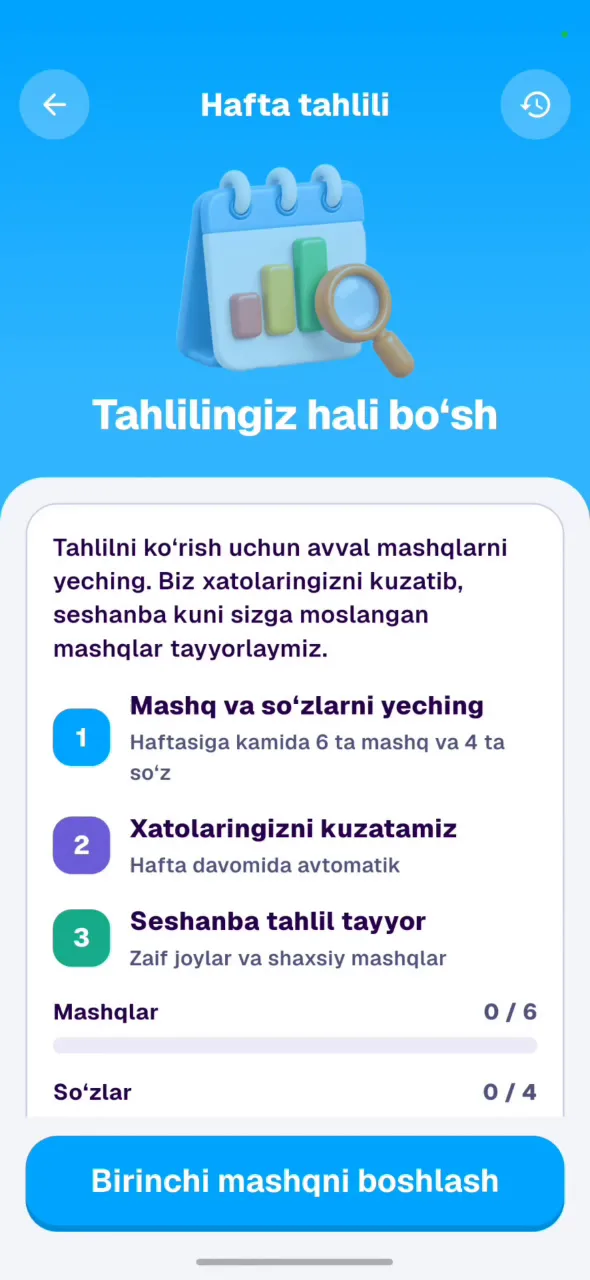 Hafta tahlili
Tahlilingiz hali bo‘sh
Tahlilni ko‘rish uchun avval mashqlarni
yeching. Biz xatolaringizni kuzatib,
seshanba kuni sizga moslangan
mashqlar tayyorlaymiz.
1
Mashq va so‘zlarni yeching
Haftasiga kamida 6 ta mashq va 4 ta
so‘z
2
Xatolaringizni kuzatamiz
Hafta davomida avtomatik
3
Seshanba tahlil tayyor
Zaif joylar va shaxsiy mashqlar
Mashqlar 0 / 6
So‘zlar 0 / 4
Birinchi mashqni boshlash